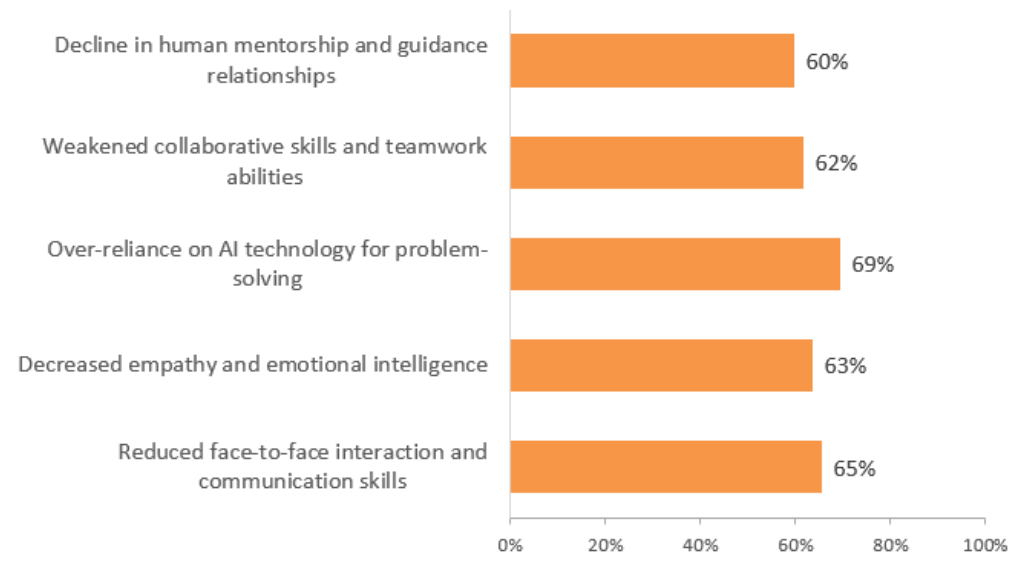 Decline in human mentorship and guidance
relationships
60%
Weakened collaborative skills and teamwork
abilities
62%
Over-reliance on AI technology for problem-
solving
69%
Decreased empathy and emotional intelligence
63%
Reduced face-to-face interaction and
communication skills
65%
0% 20% 40% 60% 80% 100%